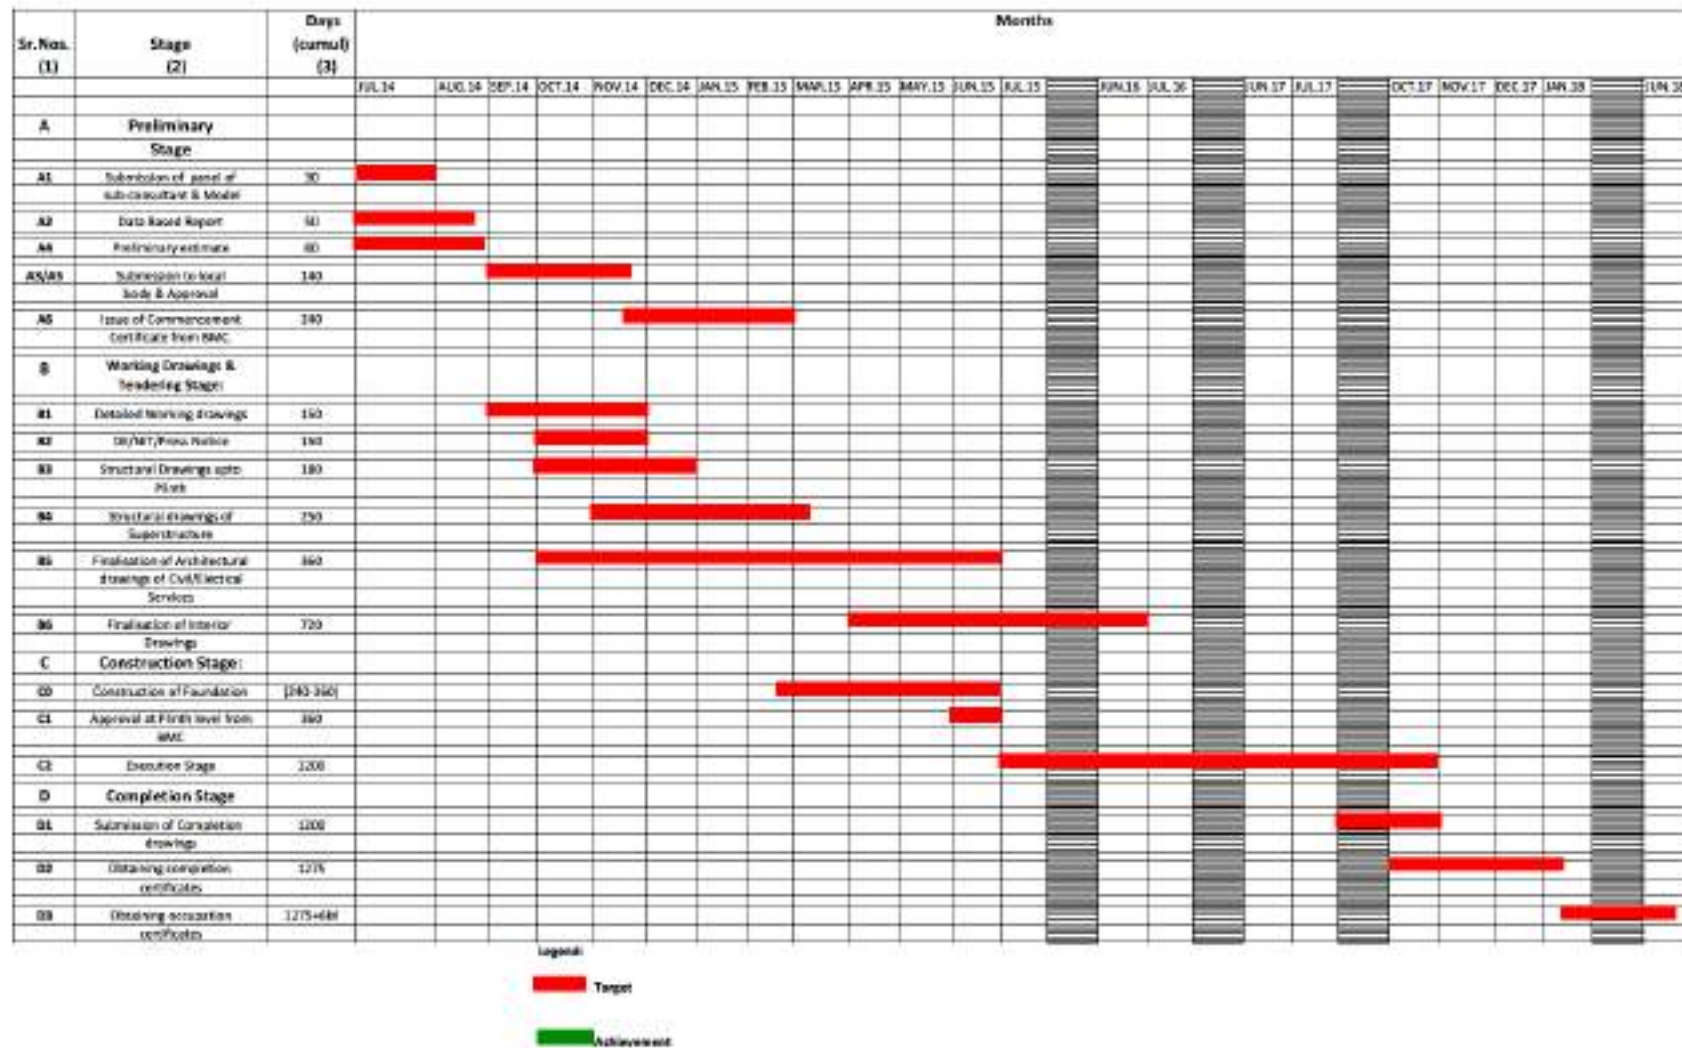 Months
Days
Sr.Nos. Stage (cumul)
(1) (2) (3)
JUL.14 AUG.14 SEP.14 OCT.14 NOV.14 DEC.14 JAN.15 FEB.15 MAR.15 APR.15 MAY.15 JUN.15 JUL.15 JUN.16 JUL.16 JUN.17 JUL.17 OCT.17 NOV.17 DEC.17 JAN.18 JUN.18
A Preliminary
Stage
A1 Submission of panel of 30
sub-consultant & Model
A2 Data Based Report
A4 Preliminary estimate
Submission to local 140
body & Approval
A6 Issue of Commencement 240
Certificate from BMC.
B Working Drawings &
Tendering Stage:
B1 Detailed Working drawings 150
B2 Press Notice 150
B3 Structural Drawings upto 180
Plinth
B4 Structural drawings of 250
Superstructure
B5 Finalisation of Architectural 360
drawings of Civil/Electical
Services
B6 Finalisation of Interior 720
Drawings
C Construction Stage:
C0 Construction of Foundation (240-360)
C1 Approval at Plinth level from 360
BMC
C2 Execution Stage 1200
D Completion Stage
D1 Submission of Completion 1200
drawings
D2 Obtaining completion 1275
certificates
D3 Obtaining occupation
certificates
Legend:
Target
Achievement